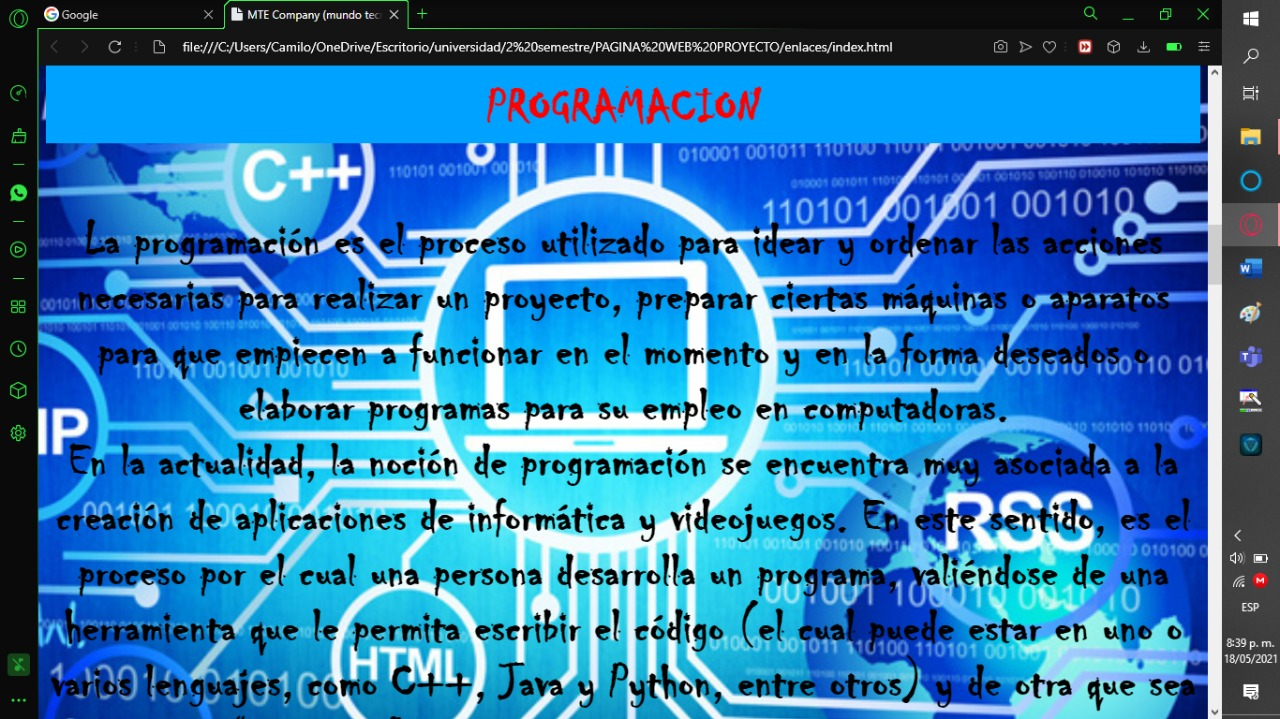 Google
MTE Company (mundo tec
file:///C:/Users/Camilo/OneDrive/Escritorio/universidad/2%20semestre/PAGINA%20WEB%20PROYECTO/enlaces/index.html
PROGRAMACION
C++
110101 001001 001010
La programación es el proceso utilizado para idear y ordenar las acciones
necesarias para realizar un proyecto, preparar ciertas máquinas o aparatos
para que empiecen a funcionar en el momento y en la forma deseados o
elaborar programas para su empleo en computadoras.
En la actualidad, la noción de programación se encuentra muy asociada a la
creación de aplicaciones de informática y videojuegos. En este sentido, es el
proceso por el cual una persona desarrolla un programa, valiéndose de una
herramienta que le permita escribir el código (el cual puede estar en uno o
varios lenguajes, como C++, Java y Python, entre otros) y de otra que sea
RSS
HTML
ESP
8:39 p. m.
18/05/2021